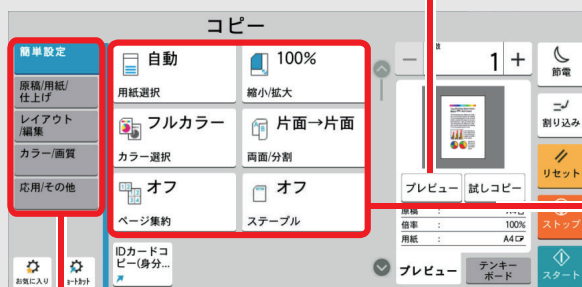 コピー
簡単設定
原稿/用紙/
仕上げ
レイアウト
/編集
カラー/画質
応用/その他
お気に入り
自動
用紙選択
100%
縮小/拡大
フルカラー
カラー選択
片面→片面
両面/分割
オフ
ページ集約
オフ
ステープル
IDカードコ
ピー(身分...
数
1
プレビュー
試しコピー
原稿 :
倍率 : 100%
用紙 : A4
プレビュー
テンキー
ボード
節電
割り込み
リセット
ストップ
スタート